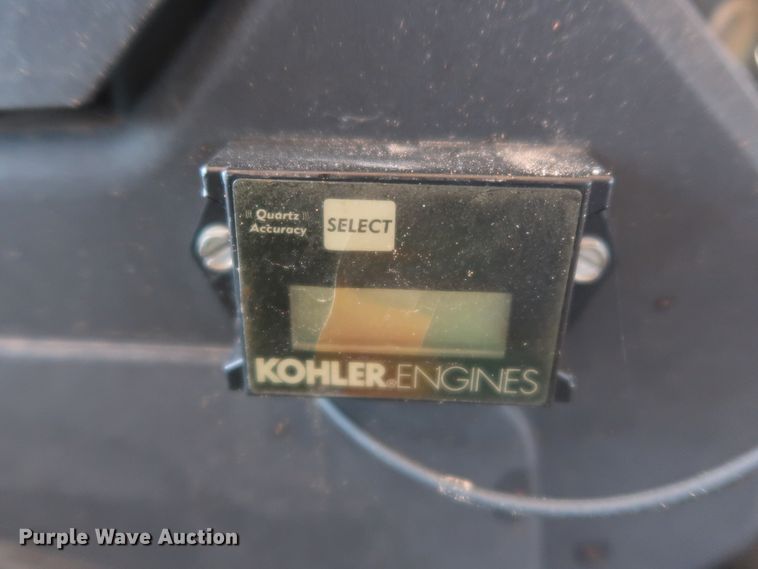 Quartz
Accuracy
SELECT
KOHLER® ENGINES
Purple Wave Auction